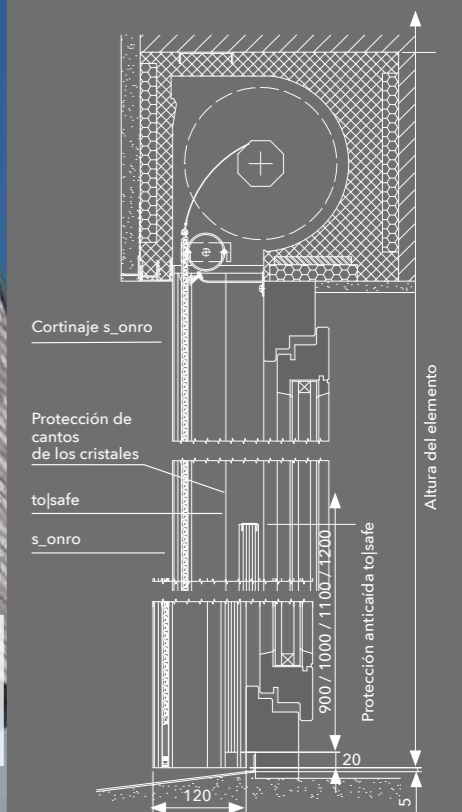 Cortinaje s_onro
Protección de
cantos
de los cristales
to|safe
s_onro
Altura del elemento
Protección anticaída to|safe
900 / 1000 / 1100 / 1200
20
120
5